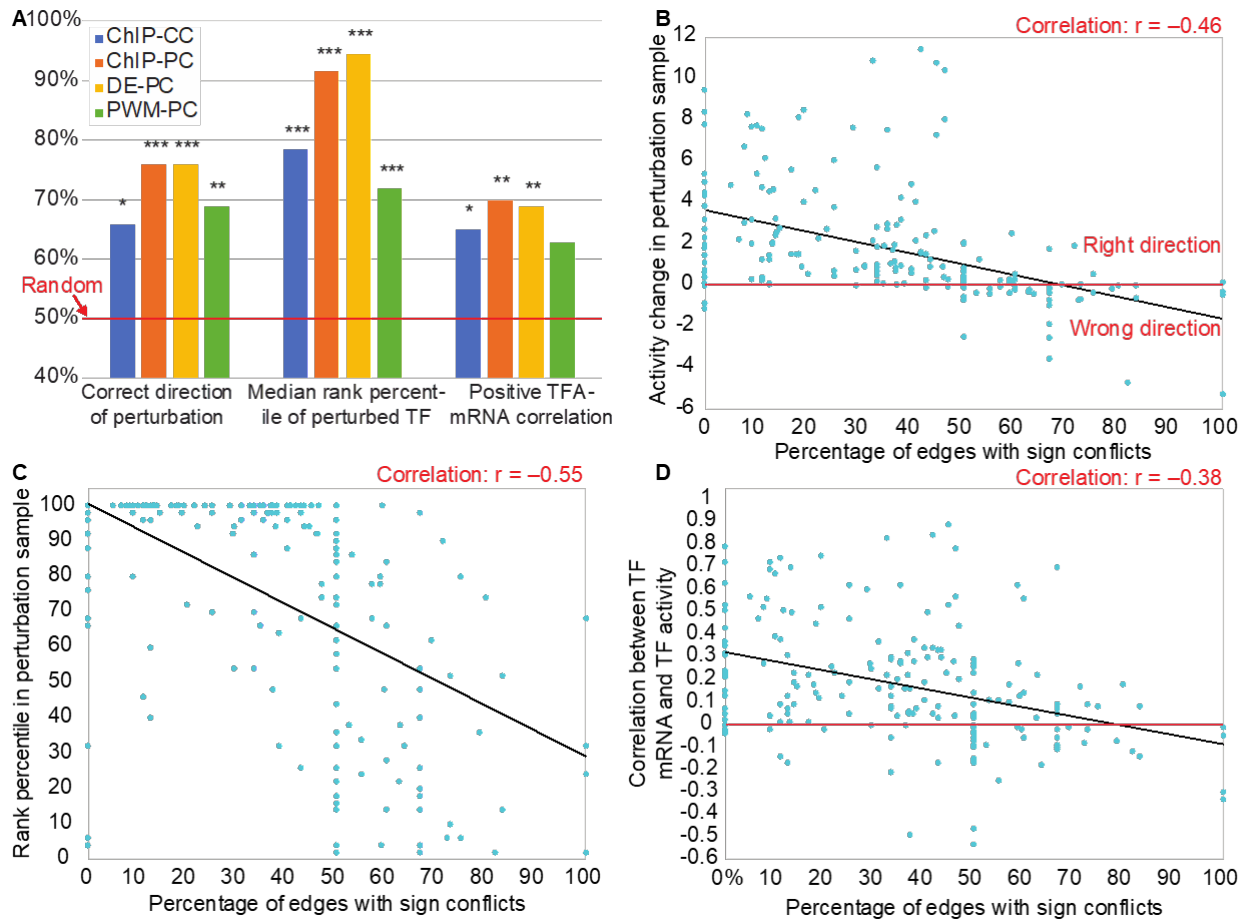 A
100%
90%
80%
70%
60%
50%
40%
ChIP-CC
ChIP-PC
DE-PC
PWM-PC
Random
*
***
***
**
***
***
***
***
*
**
**
Correct direction
of perturbation
Median rank percent-
ile of perturbed TF
Positive TFA-
mRNA correlation
B
Correlation: r = –0.46
Activity change in perturbation sample
12
10
8
6
4
2
0
-2
-4
-6
Right direction
Wrong direction
0 10 20 30 40 50 60 70 80 90 100
Percentage of edges with sign conflicts
C
Correlation: r = –0.55
Rank percentile in perturbation sample
100
90
80
70
60
50
40
30
20
10
0
0 10 20 30 40 50 60 70 80 90 100
Percentage of edges with sign conflicts
D
Correlation: r = –0.38
Correlation between TF
mRNA and TF activity
1
0.9
0.8
0.7
0.6
0.5
0.4
0.3
0.2
0.1
0
-0.1
-0.2
-0.3
-0.4
-0.5
-0.6
0% 10 20 30 40 50 60 70 80 90 100
Percentage of edges with sign conflicts